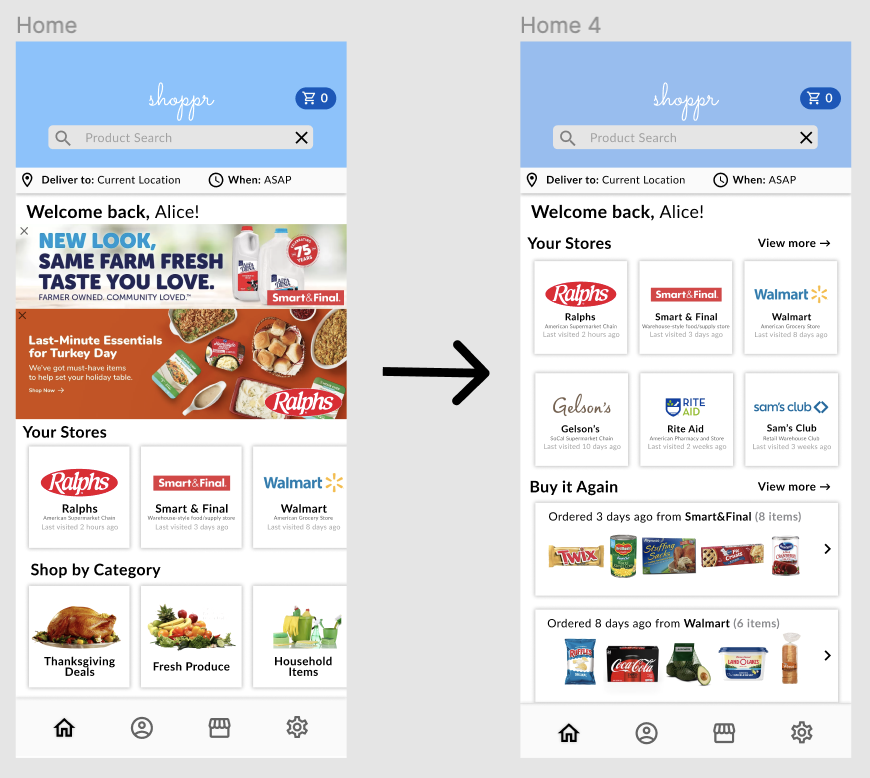 Home
shoppr
0
Product Search
Deliver to: Current Location
When: ASAP
Welcome back, Alice!
NEW LOOK,
SAME FARM FRESH
TASTE YOU LOVE.
FARMER OWNED. COMMUNITY LOVED.™
CELEBRATING
75
YEARS
Smart&Final.
Last-Minute Essentials
for Turkey Day
We've got must-have items
to help set your holiday table.
Shop Now →
Ralphs
Your Stores
Ralphs
Ralphs
American Supermarket Chain
Last visited 2 hours ago
Smart&Final.
Smart & Final
Warehouse-style food/supply store
Last visited 3 days ago
Walmart
Walmart
American Grocery Store
Last visited 8 days ago
Shop by Category
Thanksgiving
Deals
Fresh Produce
Household
Items
Home 4
shoppr
0
Product Search
Deliver to: Current Location
When: ASAP
Welcome back, Alice!
Your Stores
View more →
Ralphs
Ralphs
American Supermarket Chain
Last visited 2 hours ago
Smart&Final.
Smart & Final
Warehouse-style food/supply store
Last visited 3 days ago
Walmart
Walmart
American Grocery Store
Last visited 8 days ago
Gelson's
Gelson's
SoCal Supermarket Chain
Last visited 10 days ago
RITE
AID
Rite Aid
American Pharmacy and Store
Last visited 2 weeks ago
sam's club
Sam's Club
Retail Warehouse Club
Last visited 3 weeks ago
Buy it Again
View more →
Ordered 3 days ago from Smart&Final (8 items)
TWIX
Stuffing
Ordered 8 days ago from Walmart (6 items)
RUFFLES
Coca-Cola
LAND O LAKES